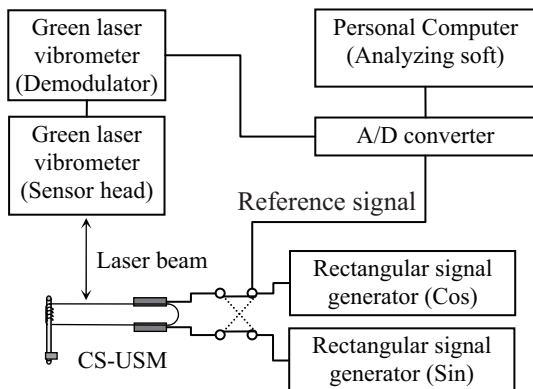 Green laser
vibrometer
(Demodulator)
Personal Computer
(Analyzing soft)
Green laser
vibrometer
(Sensor head)
A/D converter
Reference signal
Laser beam
Rectangular signal
generator (Cos)
CS-USM
Rectangular signal
generator (Sin)